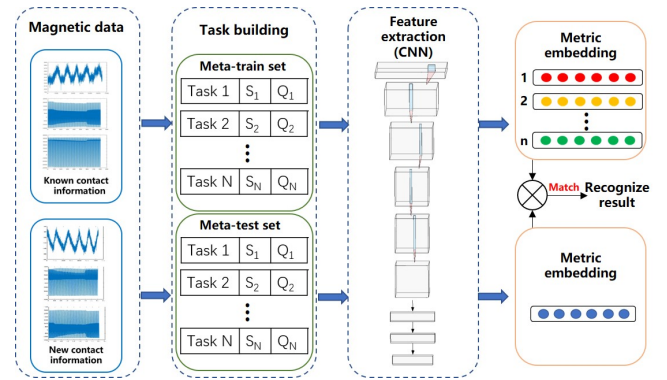 Magnetic data
Known contact
information
New contact
information
Task building
Meta-train set
Task 1 S1 Q1
Task 2 S2 Q2
Task N SN QN
Meta-test set
Task 1 S1 Q1
Task 2 S2 Q2
Task N SN QN
Feature
extraction
(CNN)
Metric
embedding
1
2
n
Match
Recognize
result
Metric
embedding